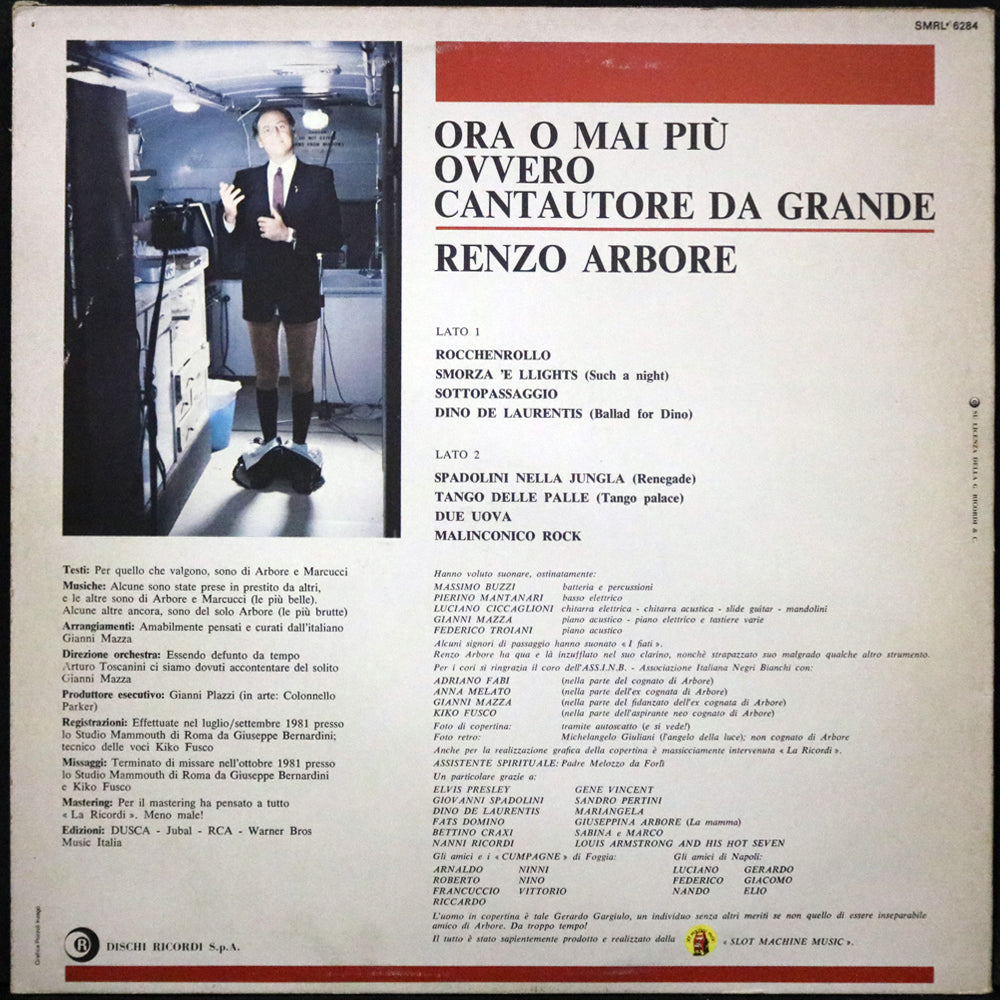 SMRL 6284
ORA O MAI PIÙ
OVVERO
CANTAUTORE DA GRANDE
RENZO ARBORE
LATO 1
ROCCHENROLLO
SMORZA 'E LLIGHTS (Such a night)
SOTTOPASSAGGIO
DINO DE LAURENTIS (Ballad for Dino)
LATO 2
SPADOLINI NELLA JUNGLA (Renegade)
TANGO DELLE PALLE (Tango palace)
DUE UOVA
MALINCONICO ROCK
Testi: Per quello che valgono, sono di Arbore e Marcucci
Musiche: Alcune sono state prese in prestito da altri,
e le altre sono di Arbore e Marcucci (le più belle).
Alcune altre ancora, sono del solo Arbore (le più brutte)
Arrangiamenti: Amabilmente pensati e curati dall'italiano
Gianni Mazza
Direzione orchestra: Essendo defunto da tempo
Arturo Toscanini ci siamo dovuti accontentare del solito
Gianni Mazza
Produttore esecutivo: Gianni Plazzi (in arte: Colonnello
Parker)
Registrazioni: Effettuate nel luglio/settembre 1981 presso
lo Studio Mammouth di Roma da Giuseppe Bernardini;
tecnico delle voci Kiko Fusco
Missaggi: Terminato di missare nell'ottobre 1981 presso
lo Studio Mammouth di Roma da Giuseppe Bernardini
e Kiko Fusco
Mastering: Per il mastering ha pensato a tutto
« La Ricordi ». Meno male!
Edizioni: DUSCA - Jubal - RCA - Warner Bros
Music Italia
Hanno voluto suonare, ostinatamente:
MASSIMO BUZZI batteria e percussioni
PIERINO MANTANARI basso elettrico
LUCIANO CICCAGLIONI chitarra elettrica - chitarra acustica - slide guitar - mandolini
GIANNI MAZZA piano acustico - piano elettrico e tastiere varie
FEDERICO TROIANI piano acustico
Alcuni signori di passaggio hanno suonato « I fiati ».
Renzo Arbore ha qua e là inzufflato nel suo clarino, nonchè strapazzato suo malgrado qualche altro strumento.
Per i cori si ringrazia il coro dell'ASS.I.N.B. - Associazione Italiana Negri Bianchi con:
ADRIANO FABI (nella parte del cognato di Arbore)
ANNA MELATO (nella parte dell'ex cognata di Arbore)
GIANNI MAZZA (nella parte del fidanzato dell'ex cognata di Arbore)
KIKO FUSCO (nella parte dell'aspirante neo cognato di Arbore)
Foto di copertina: tramite autoscatto (e si vede!)
Foto retro: Michelangelo Giuliani (l'angelo della luce); non cognato di Arbore
Anche per la realizzazione grafica della copertina è massicciamente intervenuta « La Ricordi ».
ASSISTENTE SPIRITUALE: Padre Melozzo da Forlì
Un particolare grazie a:
ELVIS PRESLEY GENE VINCENT
GIOVANNI SPADOLINI SANDRO PERTINI
DINO DE LAURENTIS MARIANGELA
FATS DOMINO GIUSEPPINA ARBORE (La mamma)
BETTINO CRAXI SABINA e MARCO
NANNI RICORDI LOUIS ARMSTRONG AND HIS HOT SEVEN
Gli amici e i « CUMPAGNE » di Foggia: Gli amici di Napoli:
ARNALDO NINNI LUCIANO GERARDO
ROBERTO NINO FEDERICO GIACOMO
FRANCUCCIO VITTORIO NANDO ELIO
RICCARDO
L'uomo in copertina è tale Gerardo Gargiulo, un individuo senza altri meriti se non quello di essere inseparabile
amico di Arbore. Da troppo tempo!
Il tutto è stato sapientemente prodotto e realizzato dalla « SLOT MACHINE MUSIC ».
R DISCHI RICORDI S.p.A.
SU LICENZA DELLA G. RICORDI & C.